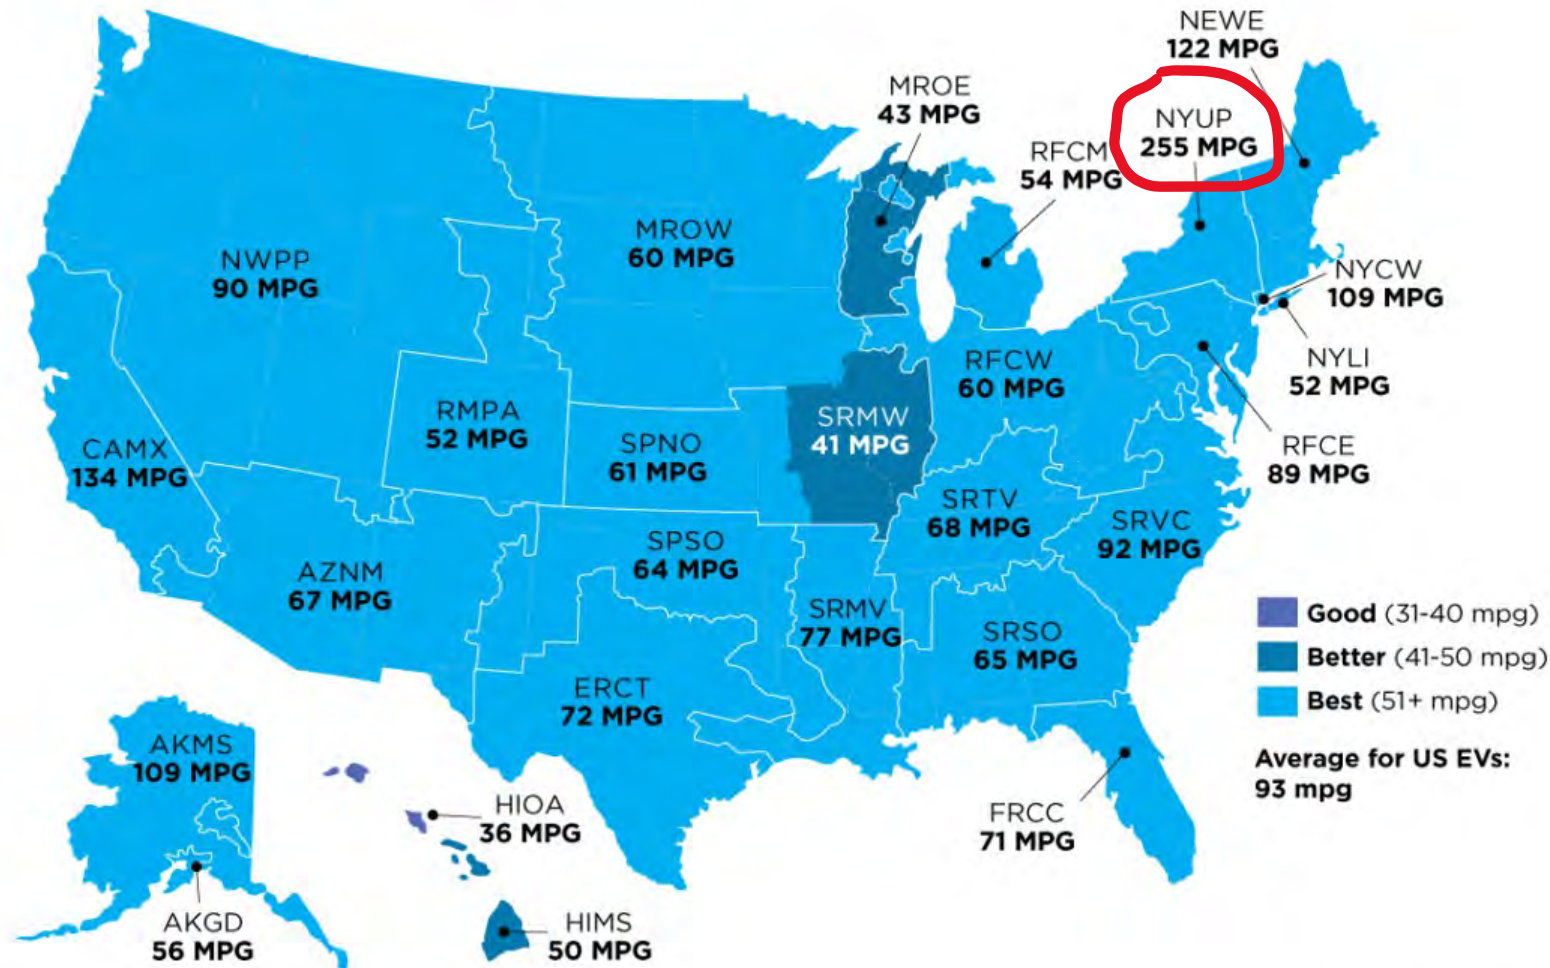 NEWE
122 MPG
MROE
43 MPG
NYUP
255 MPG
RFCM
54 MPG
MROW
60 MPG
NWPP
90 MPG
NYCW
109 MPG
NYLI
52 MPG
RFCW
60 MPG
RMPA
52 MPG
SRMW
41 MPG
SPNO
61 MPG
CAMX
134 MPG
RFCE
89 MPG
SRTV
68 MPG
SRVC
92 MPG
SPSO
64 MPG
AZNM
67 MPG
SRMV
77 MPG
SRSO
65 MPG
ERCT
72 MPG
Good (31-40 mpg)
Better (41-50 mpg)
Best (51+ mpg)
Average for US EVs:
93 mpg
AKMS
109 MPG
HIOA
36 MPG
FRCC
71 MPG
AKGD
56 MPG
HIMS
50 MPG